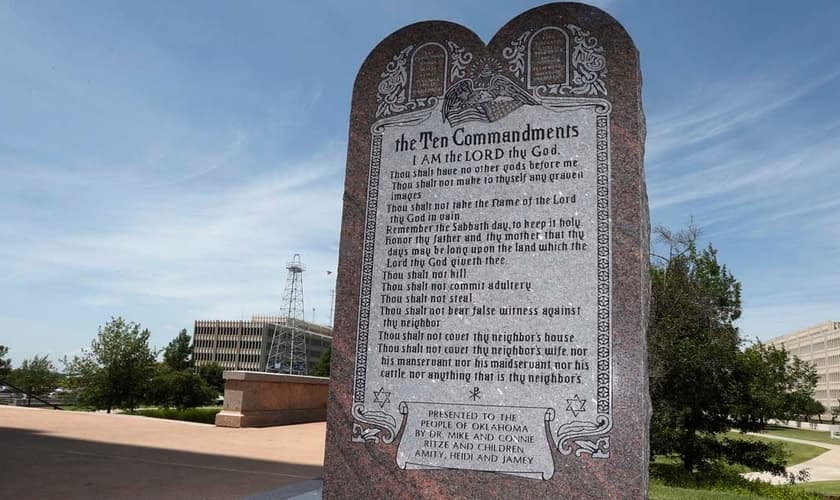 the Ten Commandments
I AM the LORD thy God.
Thou shalt have no other gods before me
Thou shalt not make to thyself any graven
images
Thou shalt not take the Name of the Lord
thy God in vain
Remember the Sabbath day, to keep it holy
Honor thy father and thy mother that thy
days may be long upon the land which the
Lord thy God giveth thee.
Thou shalt not kill
Thou shalt not commit adultery
Thou shalt not steal
Thou shalt not bear false witness against
thy neighbor
Thou shalt not covet thy neighbor's house
Thou shalt not covet thy neighbor's wife nor
his manservant nor his maidservant nor his
cattle nor anything that is thy neighbor's.
PRESENTED TO THE
PEOPLE OF OKLAHOMA
BY DR. MIKE AND CONNIE
RITZE AND CHILDREN
AMITY, HEIDI AND JAMEY